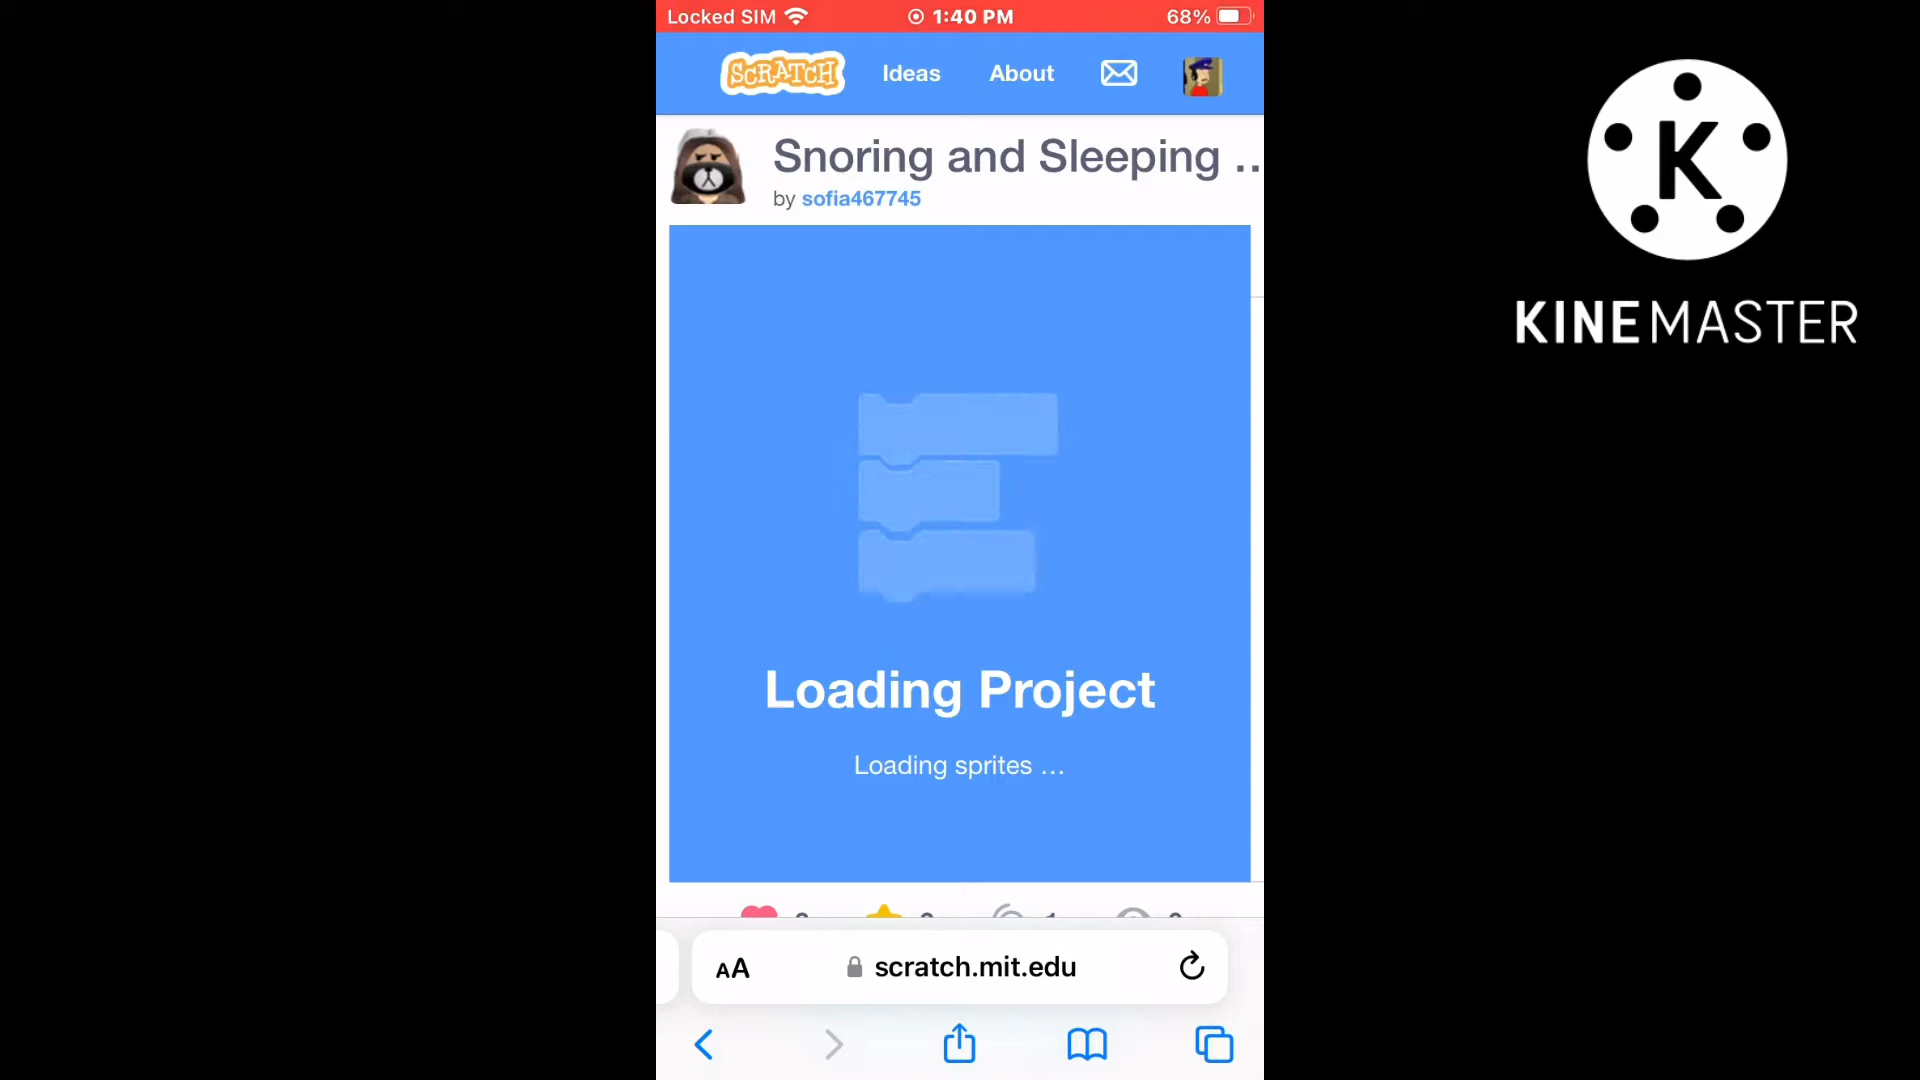 Locked SIM 1:40 PM 68%
SCRATCH Ideas About
Snoring and Sleeping ...
by sofia467745
K
KINEMASTER
Loading Project
Loading sprites ...
AA scratch.mit.edu